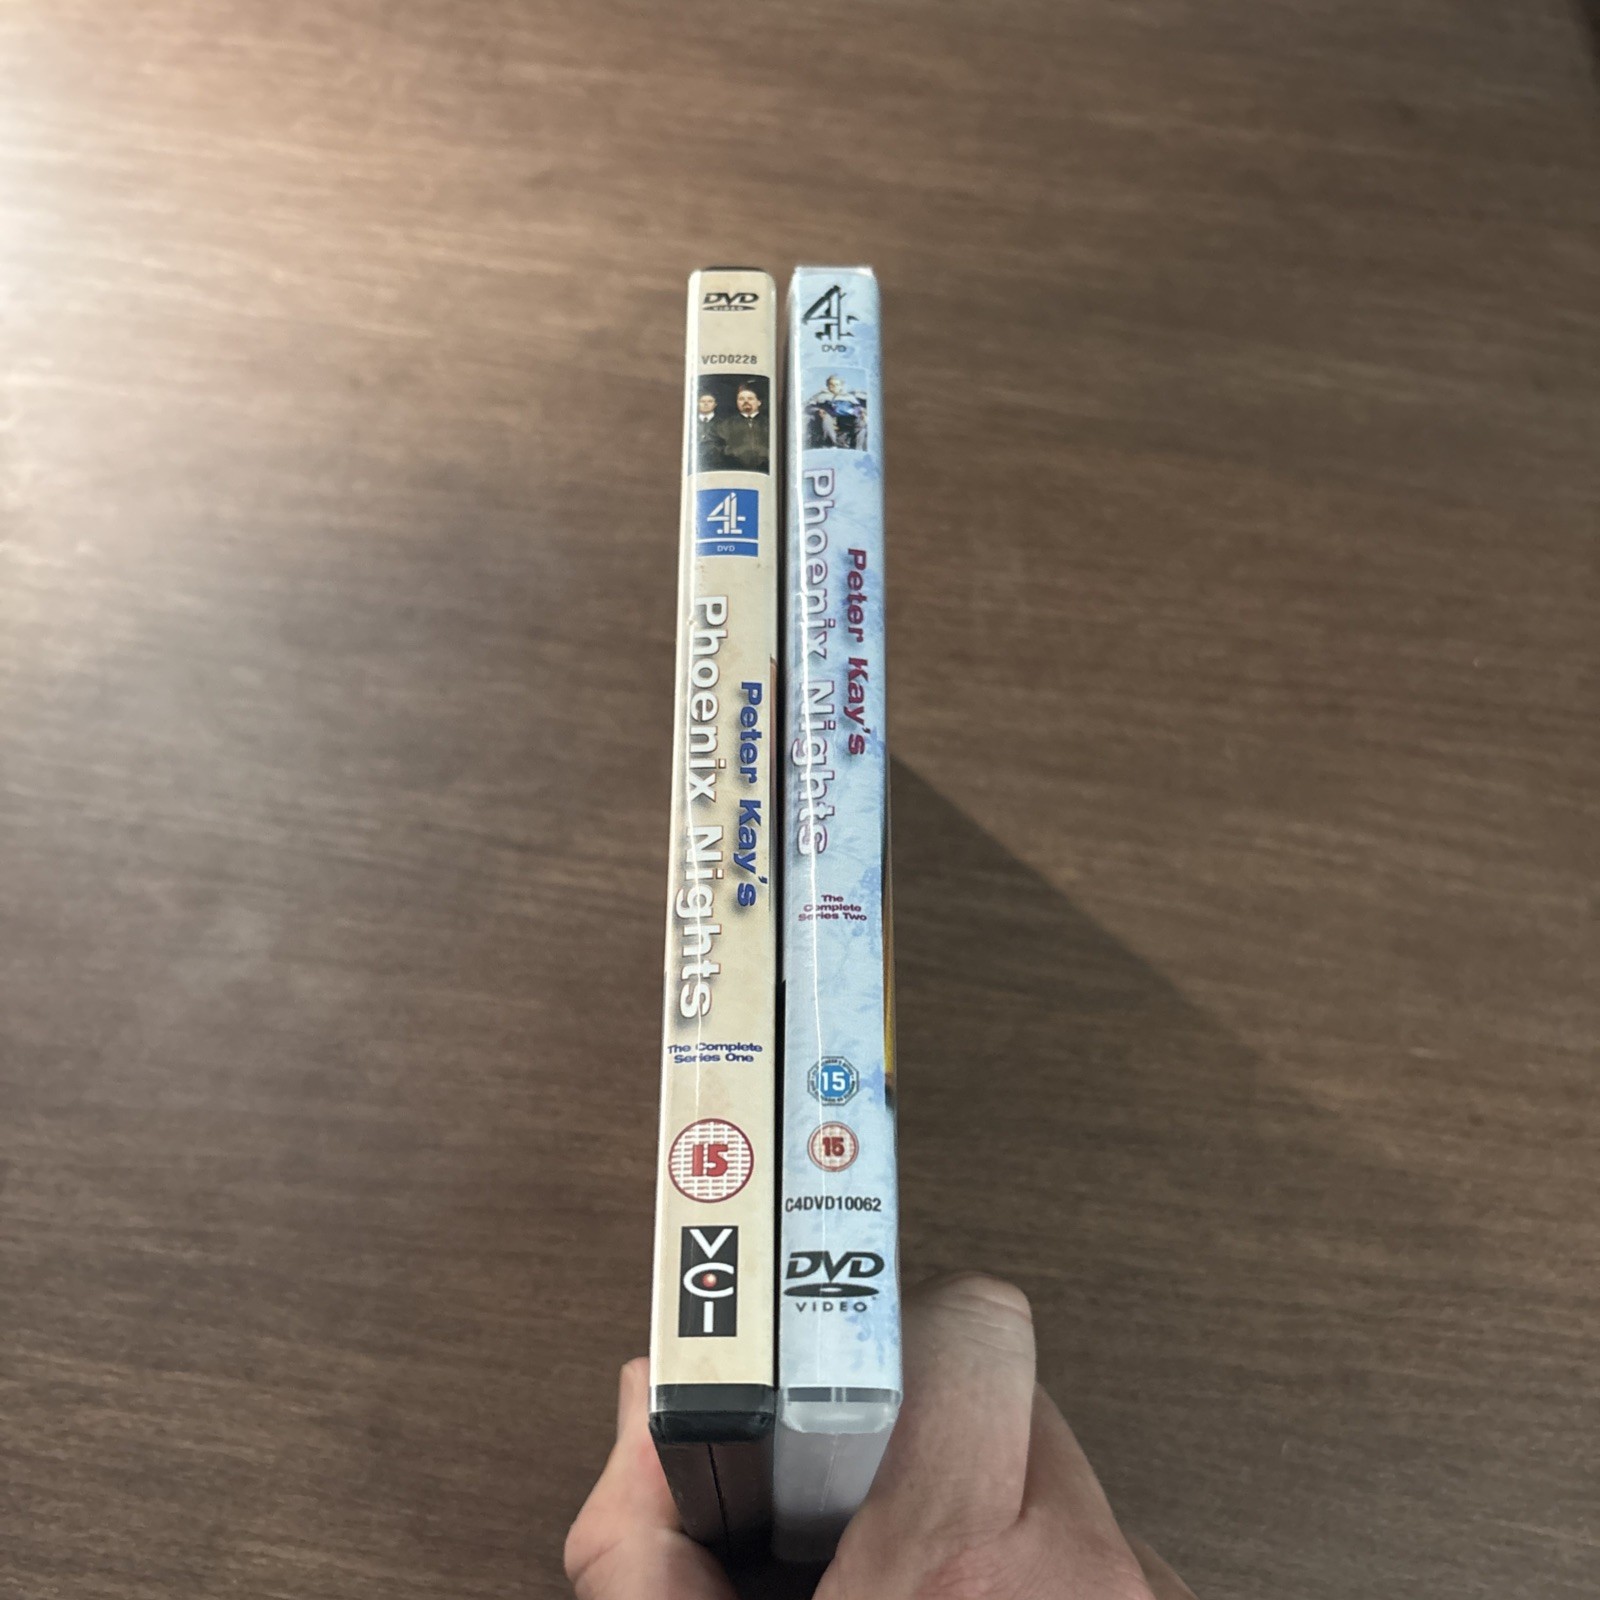 DVD
VIDEO
VCD0228
4
DVD
Peter Kay's
Phoenix Nights
The Complete
Series One
15
VCI
4
DVD
Peter Kay's
Phoenix Nights
The
Complete
Series Two
15
15
C4DVD10062
DVD
VIDEO